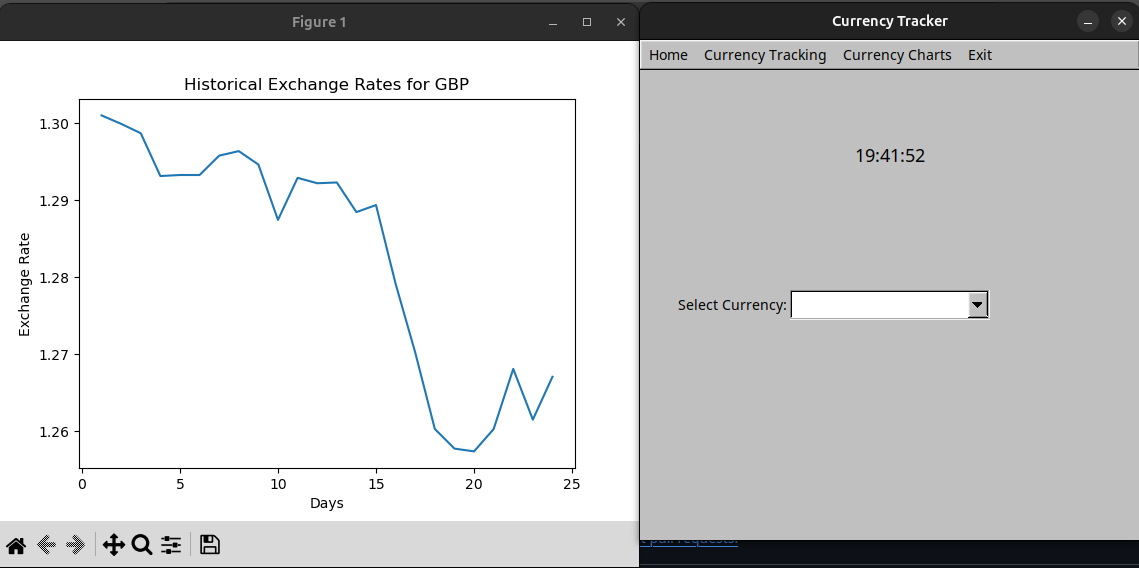 Figure 1
Historical Exchange Rates for GBP
1.30
1.29
1.28
1.27
1.26
Exchange Rate
0 5 10 15 20 25
Days
Currency Tracker
Home Currency Tracking Currency Charts Exit
19:41:52
Select Currency:
pull requests.